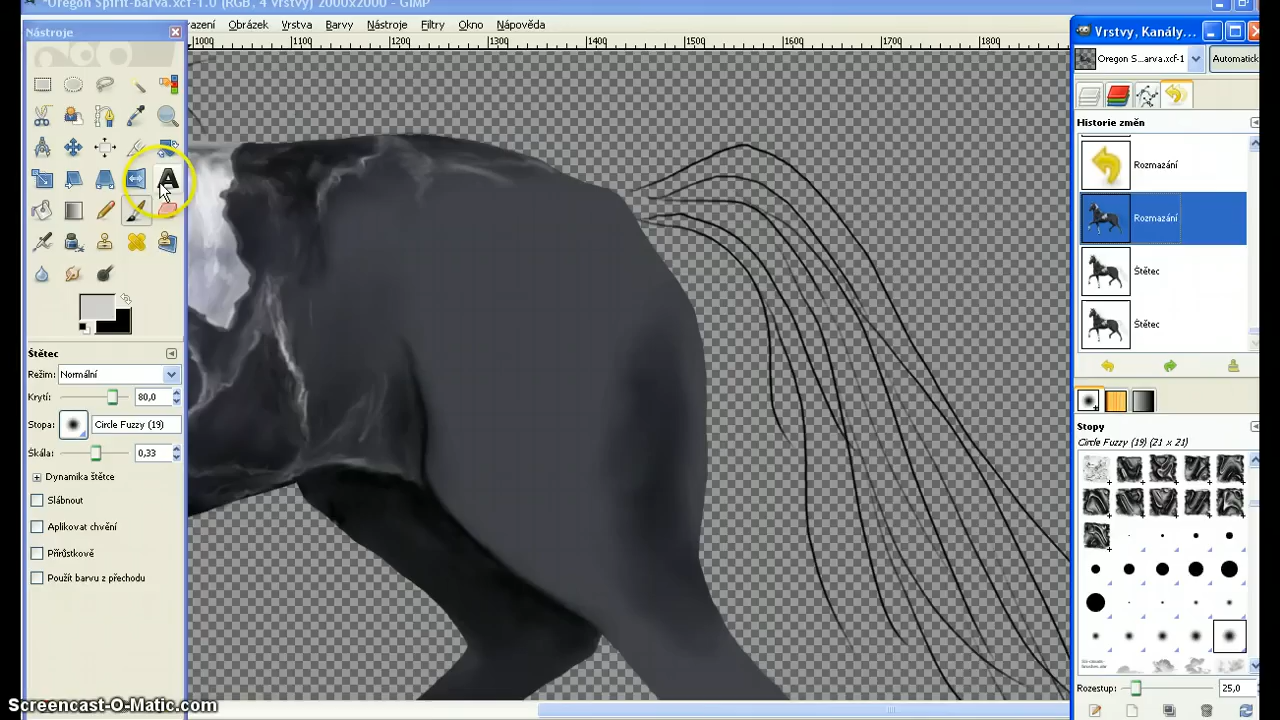 *Oregon Spirit-barva.xcf-1.0 (RGB, 4 vrstvy) 2000x2000 – GIMP
Nástroje
razení Obrázek Vrstva Barvy Nástroje Filtry Okno Nápověda
1000 1100 1200 1300 1400 1500 1600 1700 1800
Vrstvy, Kanály,...
Oregon S...arva.xcf-1
Automatick
Historie změn
Rozmazání
Rozmazání
Štětec
Štětec
A
Štětec
Režim: Normální
Krytí: 80,0
Stopa: Circle Fuzzy (19)
Škála: 0,33
Dynamika štětce
Slábnout
Aplikovat chvění
Přírůstkově
Použít barvu z přechodu
Stopy
Circle Fuzzy (19) (21 x 21)
Rozestup: 25,0
Screencast-O-Matic.com